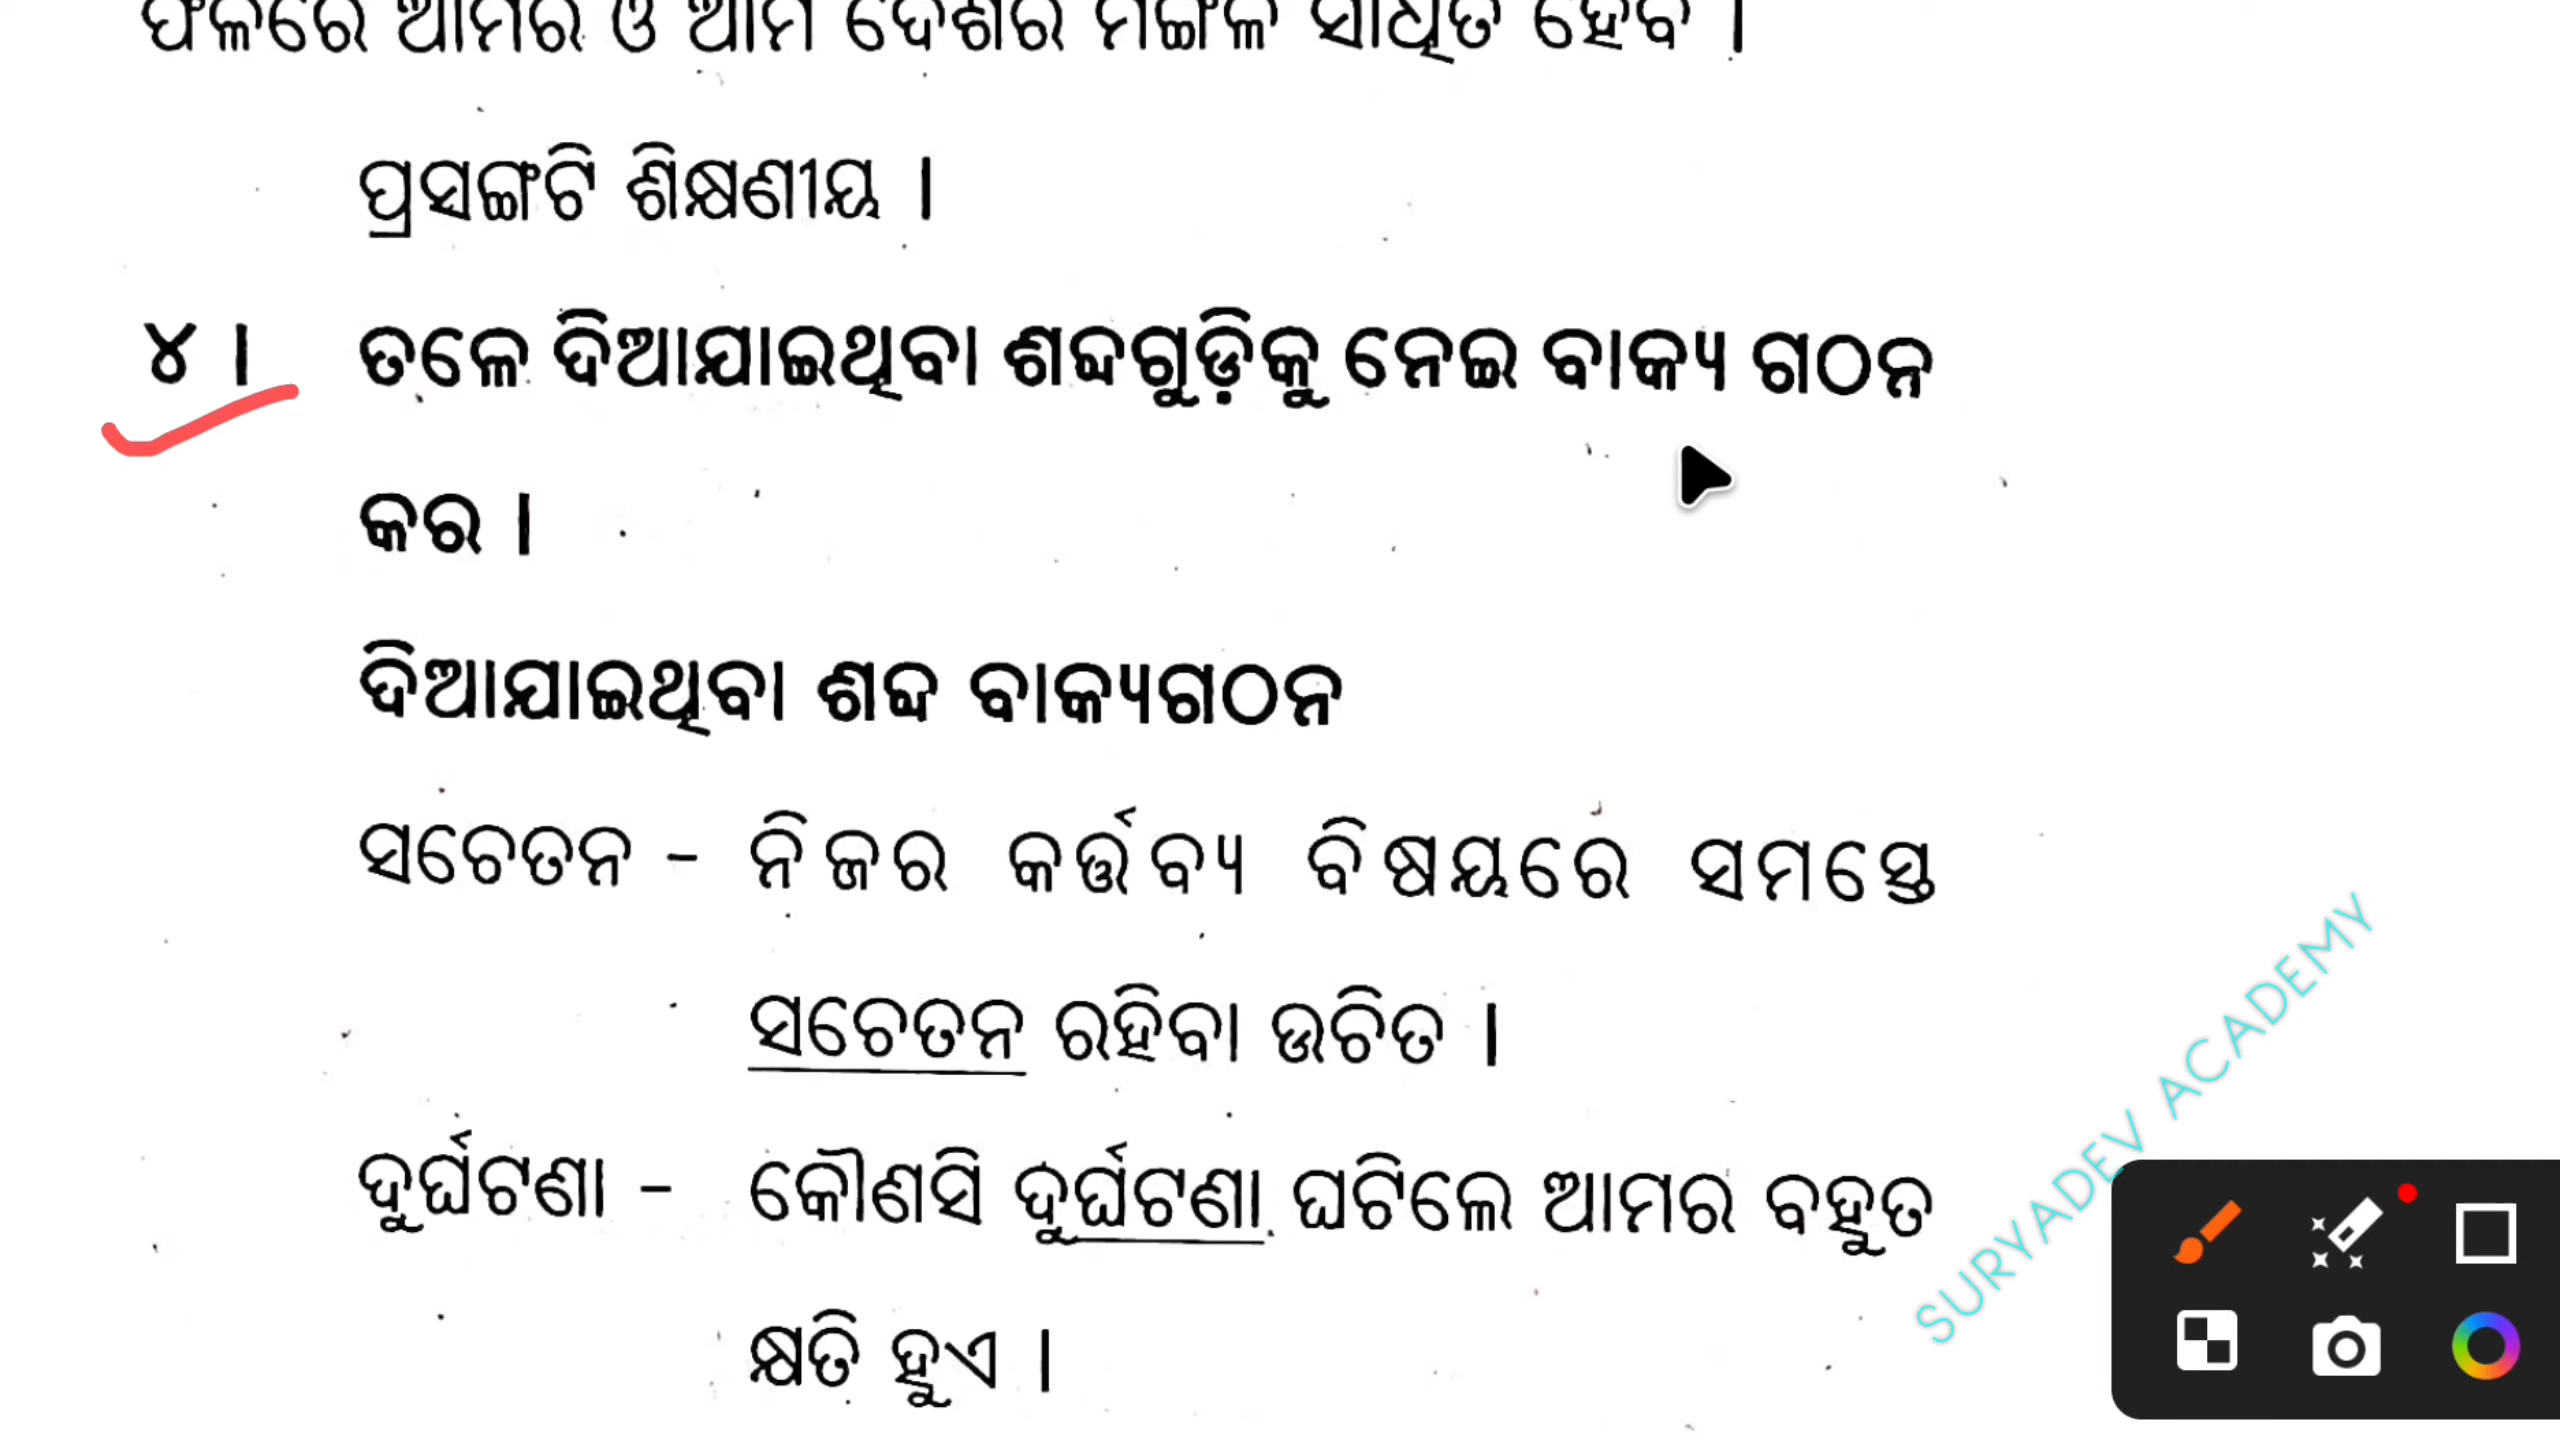 ଫଳରେ ଆମର ଓ ଆମ ଦେଶର ମଙ୍ଗଳ ସାଧିତ ହେବ ।
ପ୍ରସଙ୍ଗଟି ଶିକ୍ଷଣୀୟ ।
୪ । ତଳେ ଦିଆଯାଇଥିବା ଶବ୍ଦଗୁଡ଼ିକୁ ନେଇ ବାକ୍ୟ ଗଠନ
କର ।
ଦିଆଯାଇଥିବା ଶବ୍ଦ ବାକ୍ୟଗଠନ
ସଚେତନ - ନିଜର କର୍ତ୍ତବ୍ୟ ବିଷୟରେ ସମସ୍ତେ
ସଚେତନ ରହିବା ଉଚିତ ।
ଦୁର୍ଘଟଣା - କୌଣସି ଦୁର୍ଘଟଣା ଘଟିଲେ ଆମର ବହୁତ
କ୍ଷତି ହୁଏ ।
SURYADEV ACADEMY